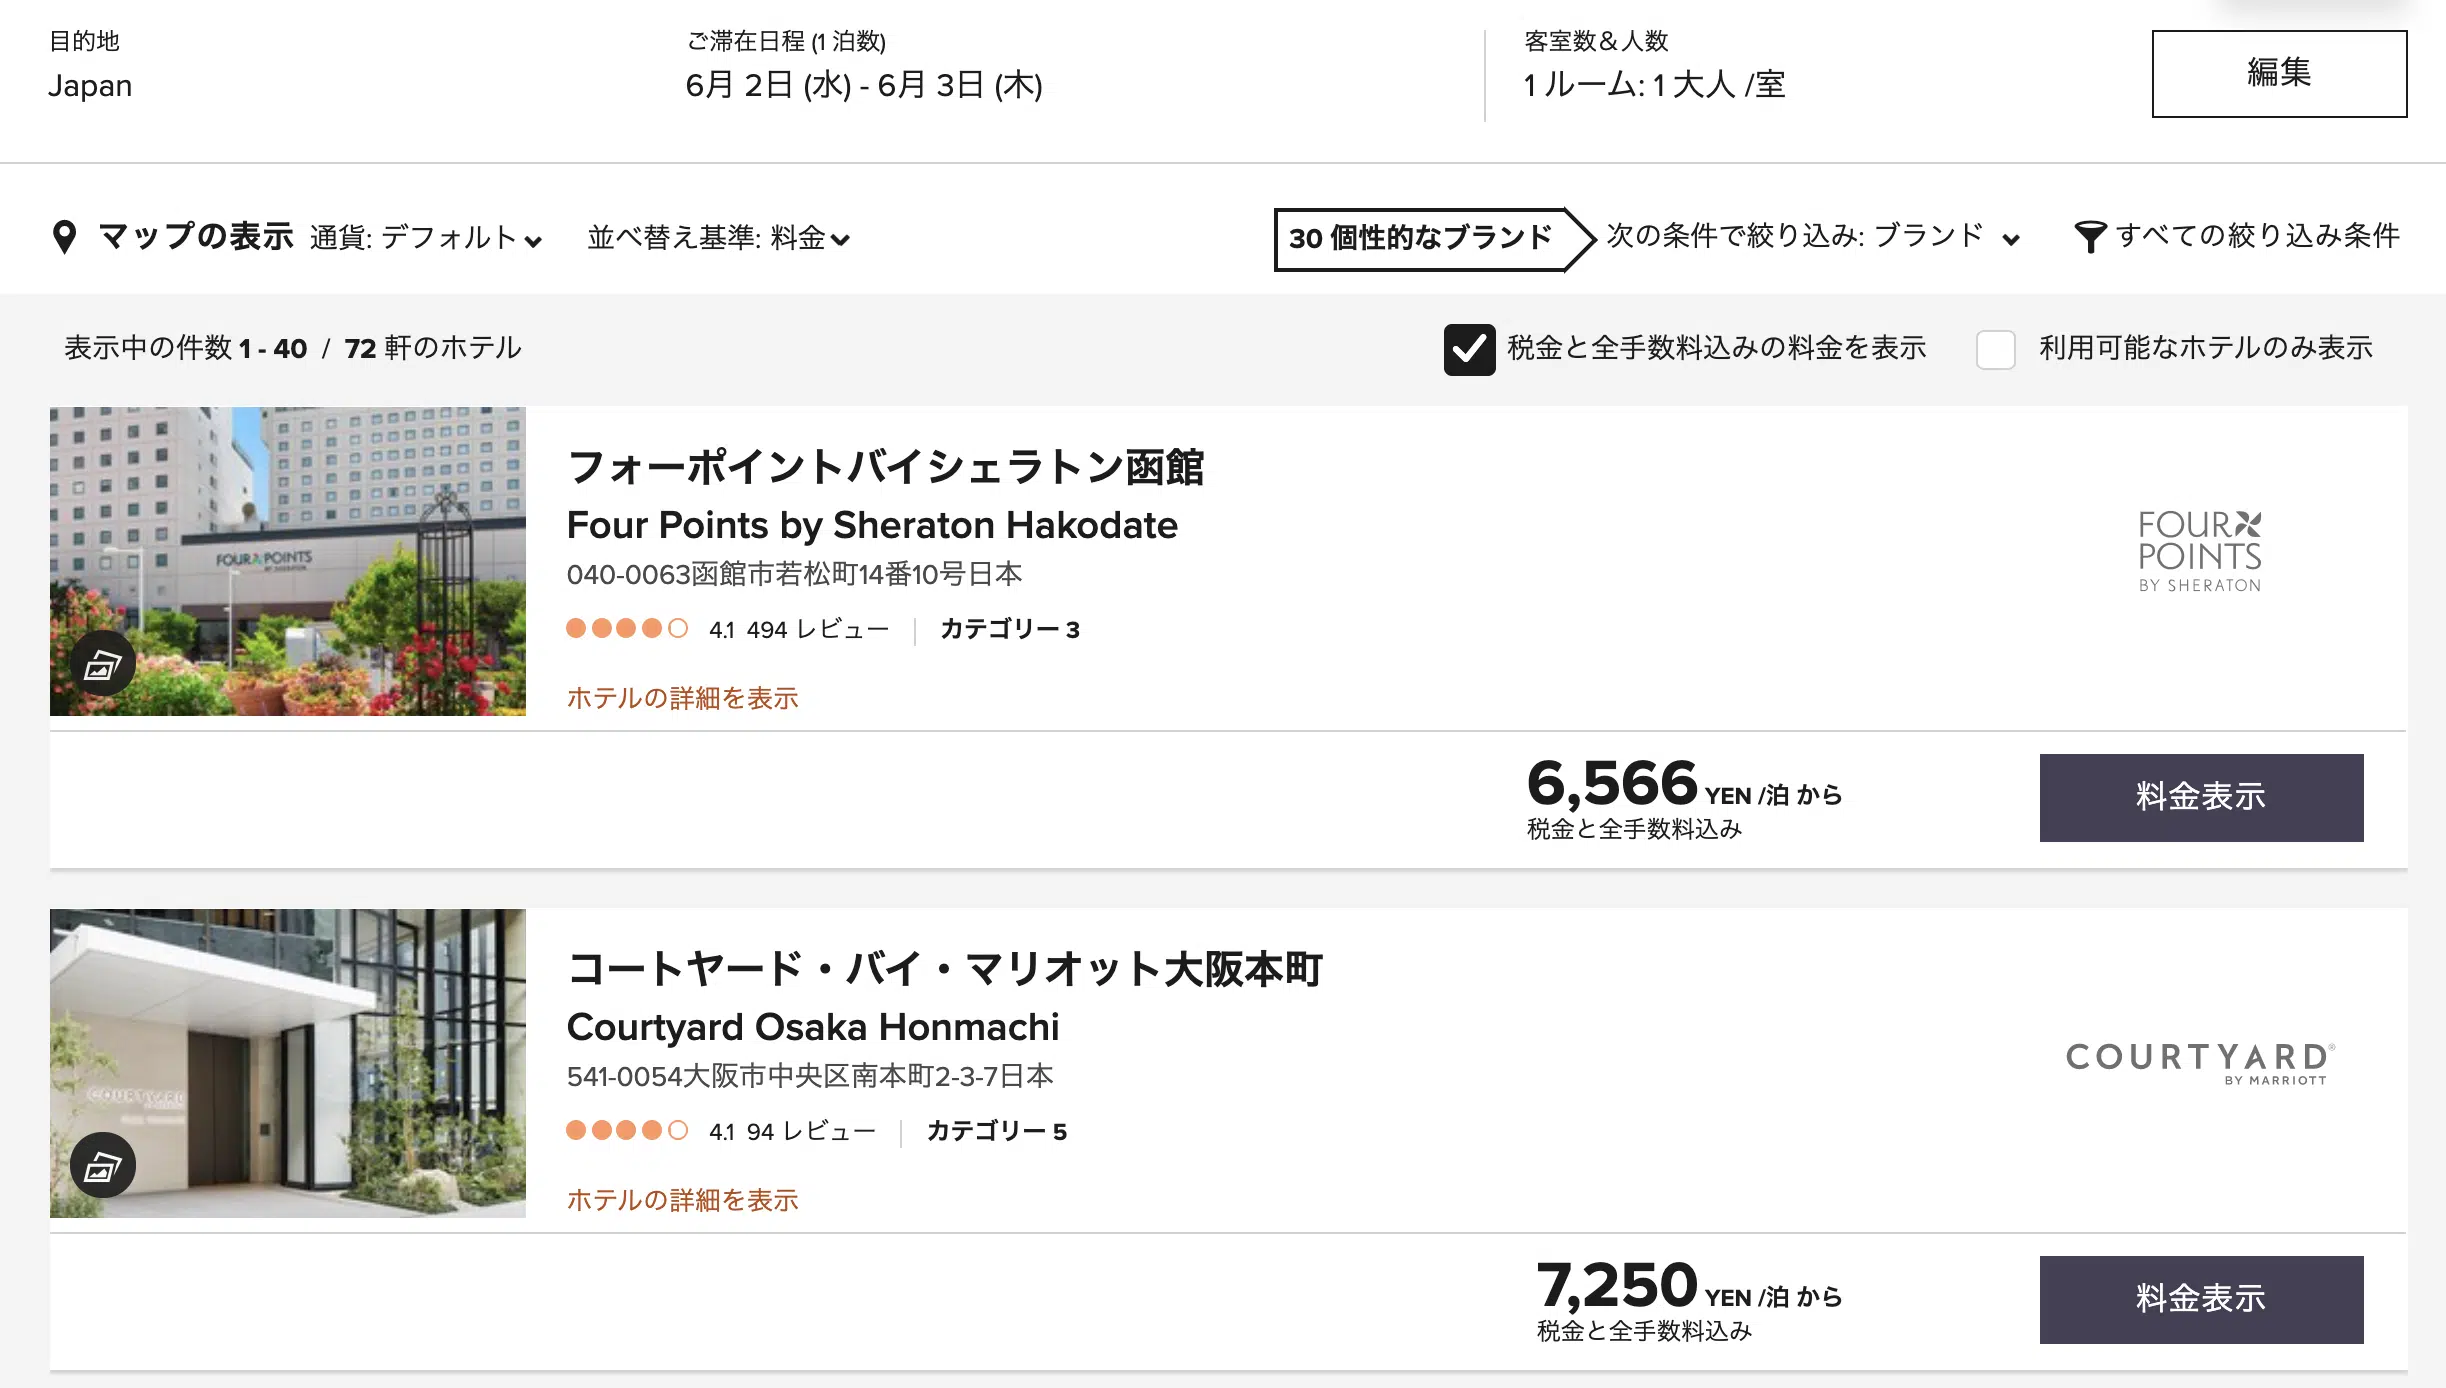 目的地
Japan
ご滞在日程 (1 泊数)
6月 2日 (水) - 6月 3日 (木)
客室数＆人数
1 ルーム: 1 大人 /室
編集
マップの表示
通貨: デフォルト
並べ替え基準: 料金
30 個性的なブランド
次の条件で絞り込み: ブランド
すべての絞り込み条件
表示中の件数 1 - 40 / 72 軒のホテル
税金と全手数料込みの料金を表示
利用可能なホテルのみ表示
FOUR POINTS
BY SHERATON
フォーポイントバイシェラトン函館
Four Points by Sheraton Hakodate
040-0063函館市若松町14番10号日本
4.1 494 レビュー | カテゴリー 3
ホテルの詳細を表示
FOUR
POINTS
BY SHERATON
6,566 YEN /泊 から
税金と全手数料込み
料金表示
COURTYARD
コートヤード・バイ・マリオット大阪本町
Courtyard Osaka Honmachi
541-0054大阪市中央区南本町2-3-7日本
4.1 94 レビュー | カテゴリー 5
ホテルの詳細を表示
COURTYARD®
BY MARRIOTT
7,250 YEN /泊 から
税金と全手数料込み
料金表示